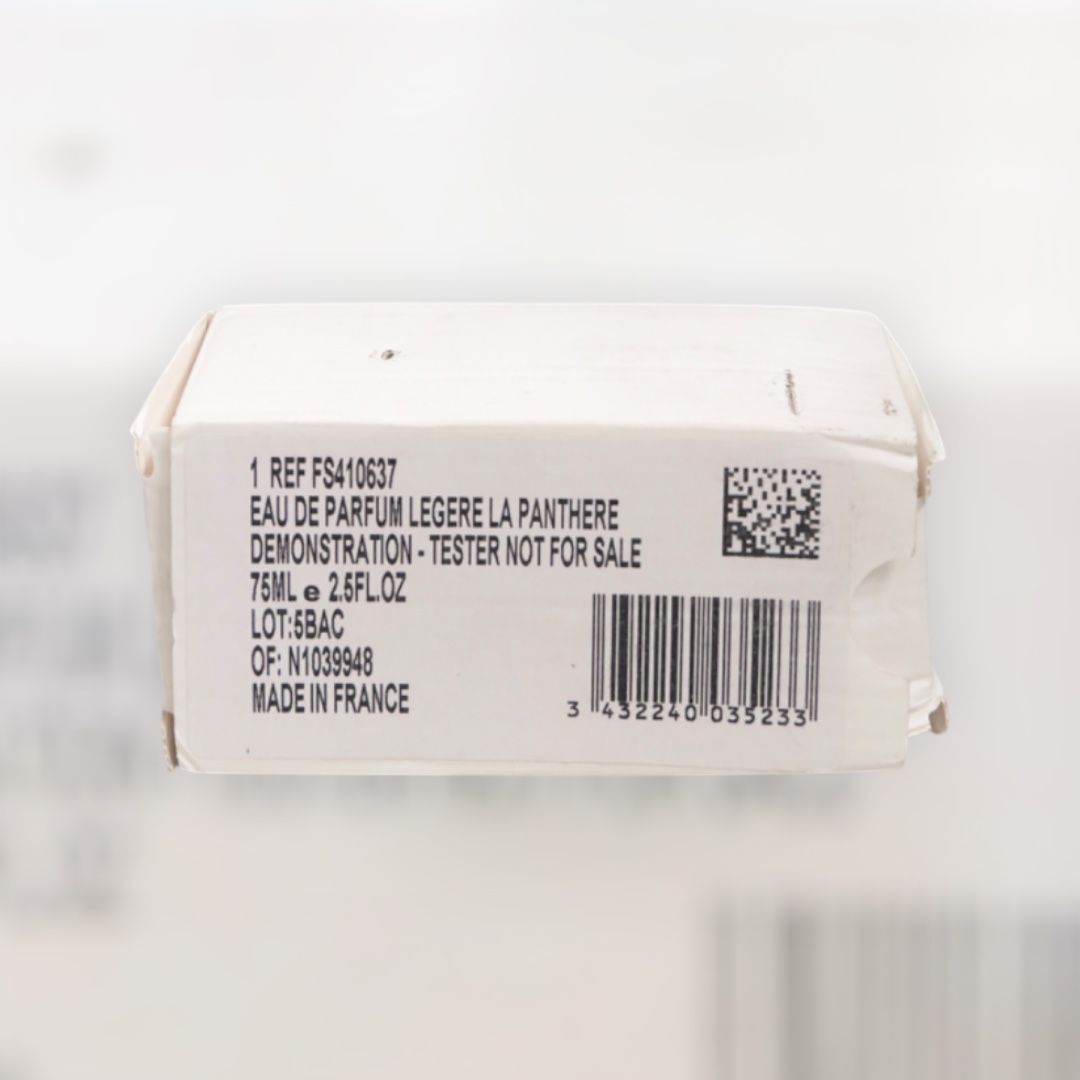 1 REF FS410637
EAU DE PARFUM LEGERE LA PANTHERE
DEMONSTRATION - TESTER NOT FOR SALE
75ML e 2.5FL.OZ
LOT:5BAC
OF: N1039948
MADE IN FRANCE
3 432240 035233